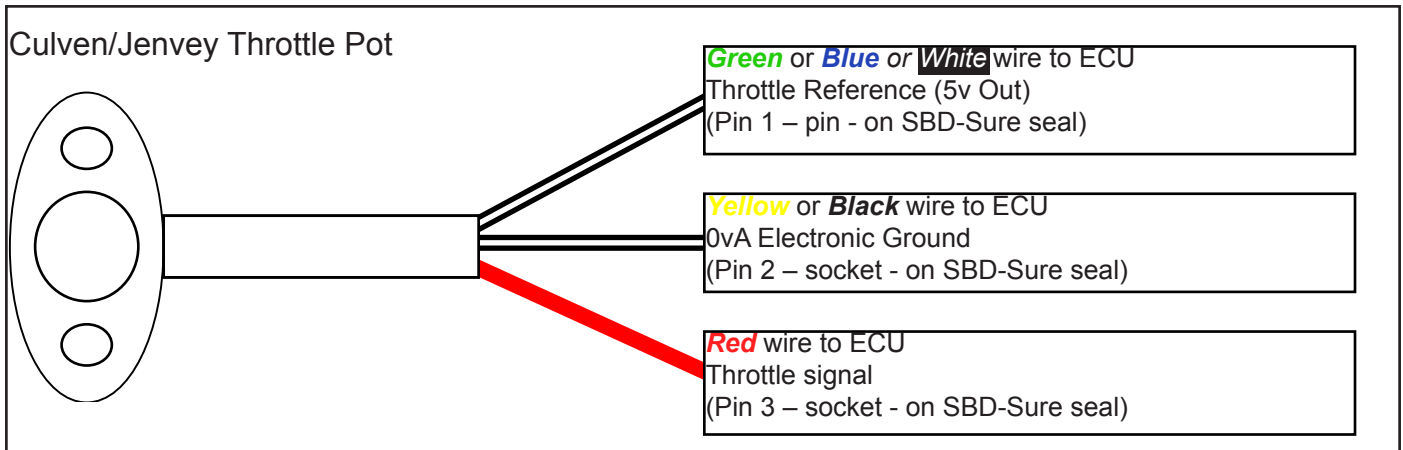 Culven/Jenvey Throttle Pot
Green or Blue or White wire to ECU
Throttle Reference (5v Out)
(Pin 1 – pin - on SBD-Sure seal)
Yellow or Black wire to ECU
0vA Electronic Ground
(Pin 2 – socket - on SBD-Sure seal)
Red wire to ECU
Throttle signal
(Pin 3 – socket - on SBD-Sure seal)